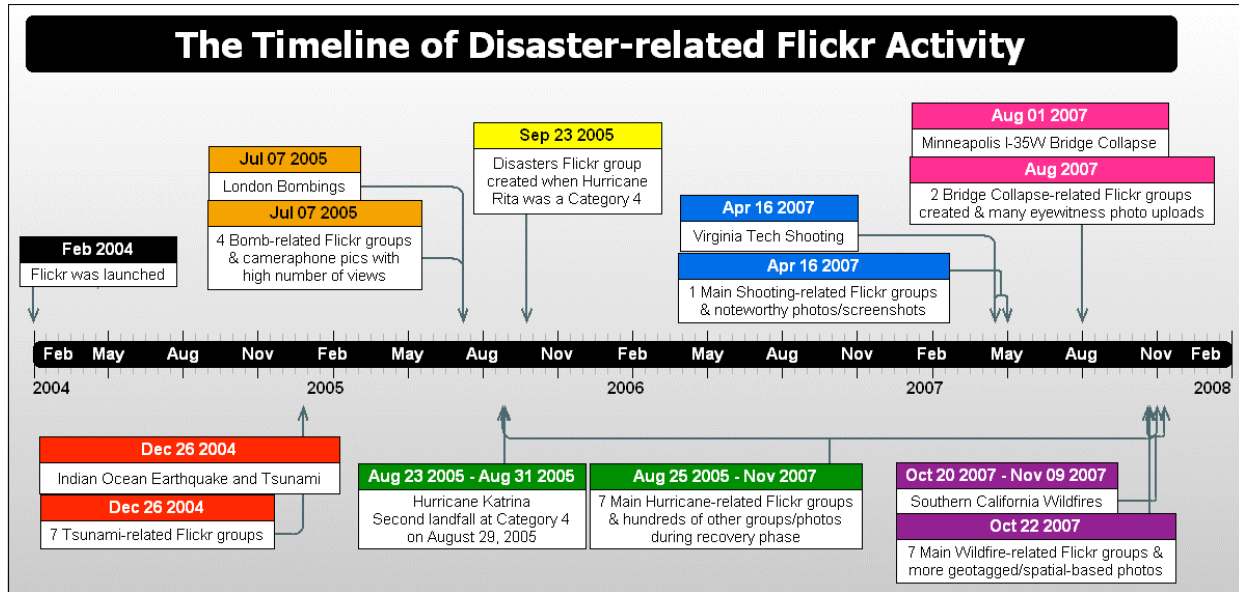 The Timeline of Disaster-related Flickr Activity
Feb 2004
Flickr was launched
Jul 07 2005
London Bombings
Jul 07 2005
4 Bomb-related Flickr groups
& cameraphone pics with
high number of views
Sep 23 2005
Disasters Flickr group
created when Hurricane
Rita was a Category 4
Apr 16 2007
Virginia Tech Shooting
Apr 16 2007
1 Main Shooting-related Flickr groups
& noteworthy photos/screenshots
Aug 01 2007
Minneapolis I-35W Bridge Collapse
Aug 2007
2 Bridge Collapse-related Flickr groups
created & many eyewitness photo uploads
Feb May Aug Nov Feb May Aug Nov Feb May Aug Nov Feb May Aug Nov Feb
2004 2005 2006 2007 2008
Dec 26 2004
Indian Ocean Earthquake and Tsunami
Dec 26 2004
7 Tsunami-related Flickr groups
Aug 23 2005 - Aug 31 2005
Hurricane Katrina
Second landfall at Category 4
on August 29, 2005
Aug 25 2005 - Nov 2007
7 Main Hurricane-related Flickr groups
& hundreds of other groups/photos
during recovery phase
Oct 20 2007 - Nov 09 2007
Southern California Wildfires
Oct 22 2007
7 Main Wildfire-related Flickr groups &
more geotagged/spatial-based photos